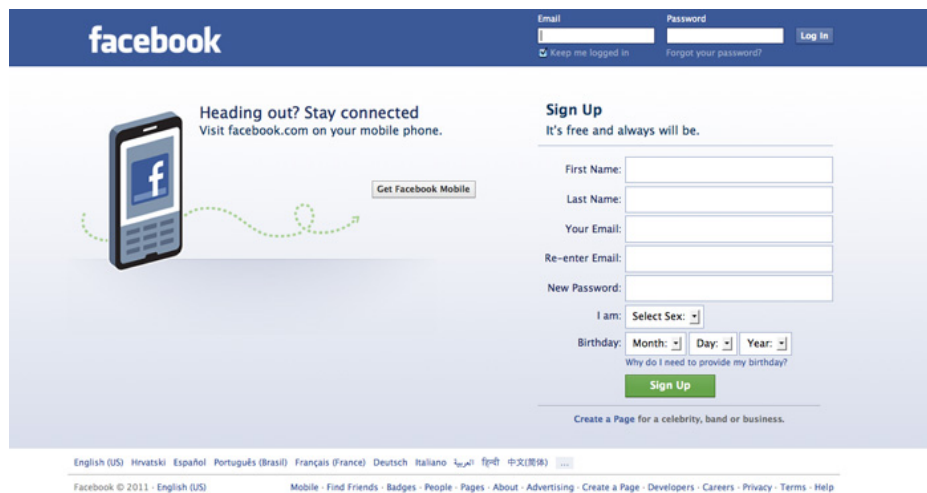 facebook
Email Password
Log In
Keep me logged in Forgot your password?
Heading out? Stay connected
Visit facebook.com on your mobile phone.
f
Get Facebook Mobile
Sign Up
It's free and always will be.
First Name:
Last Name:
Your Email:
Re-enter Email:
New Password:
I am: Select Sex:
Birthday: Month: Day: Year:
Why do I need to provide my birthday?
Sign Up
Create a Page for a celebrity, band or business.
English (US) Hrvatski Español Português (Brasil) Français (France) Deutsch Italiano العربية हिन्दी 中文(简体) ...
Facebook © 2011 · English (US) Mobile · Find Friends · Badges · People · Pages · About · Advertising · Create a Page · Developers · Careers · Privacy · Terms · Help